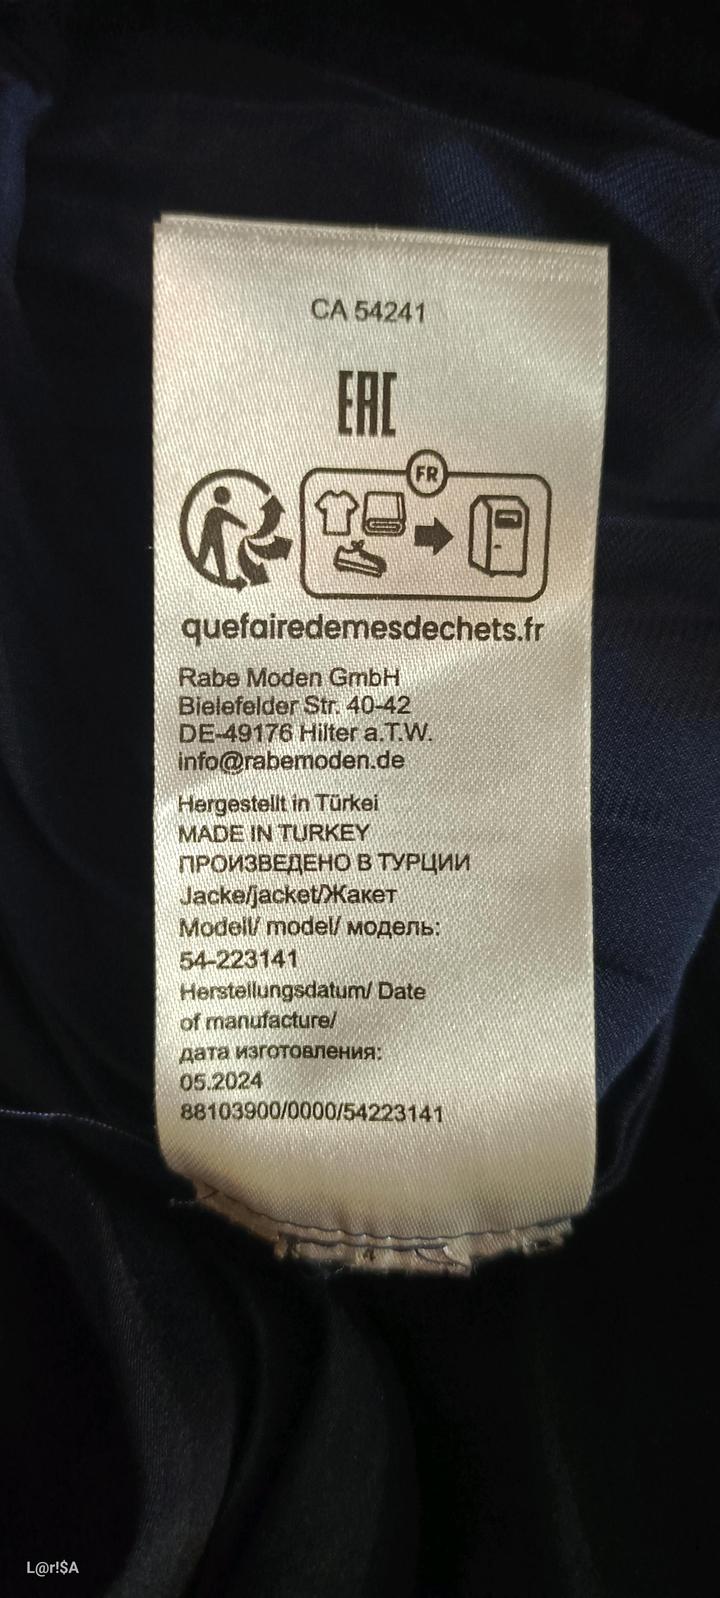 CA 54241
EAC
FR
quefairedemesdechets.fr
Rabe Moden GmbH
Bielefelder Str. 40-42
DE-49176 Hilter a.T.W.
info@rabemoden.de
Hergestellt in Türkei
MADE IN TURKEY
ПРОИЗВЕДЕНО В ТУРЦИИ
Jacke/jacket/Жакет
Modell/ model/ модель:
54-223141
Herstellungsdatum/ Date
of manufacture/
дата изготовления:
05.2024
88103900/0000/54223141
L@r!$A